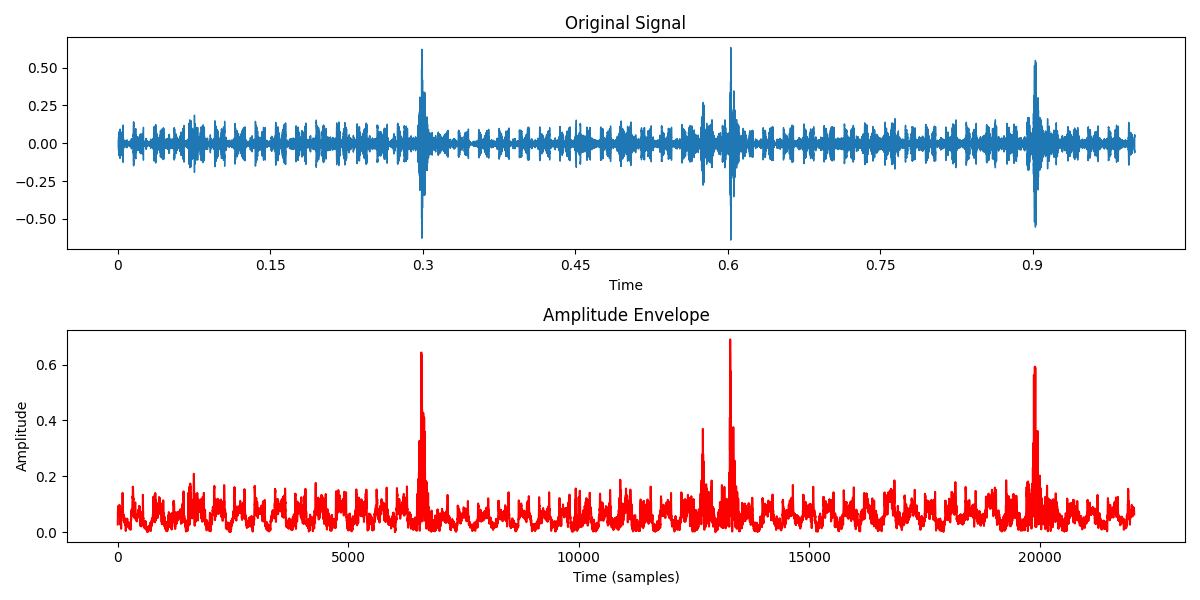 Original Signal
0.50
0.25
0.00
−0.25
−0.50
0 0.15 0.3 0.45 0.6 0.75 0.9
Time
Amplitude Envelope
Amplitude
0.6
0.4
0.2
0.0
0 5000 10000 15000 20000
Time (samples)